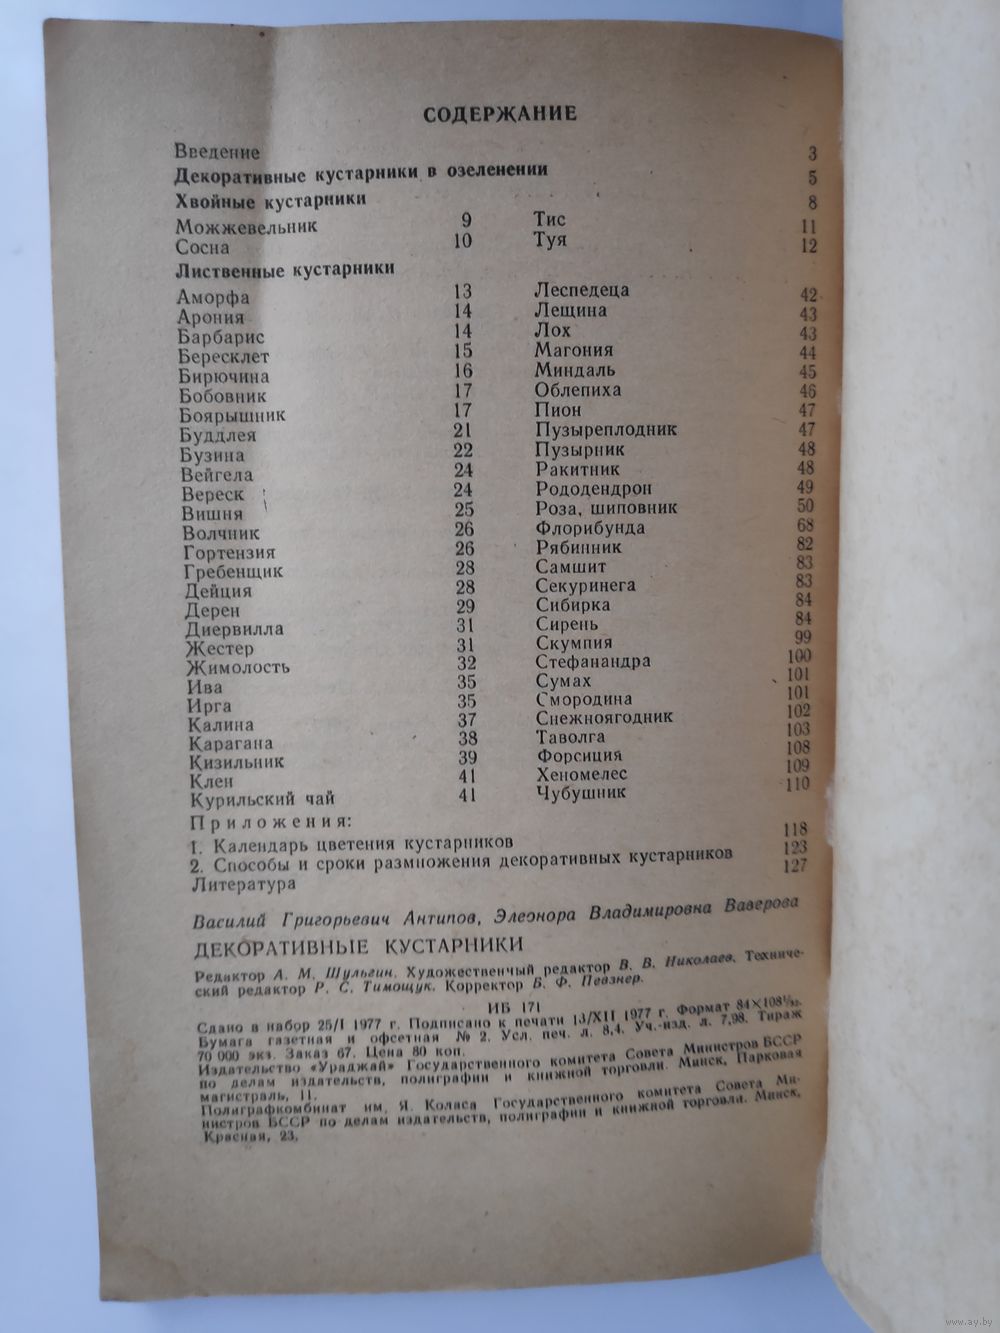 СОДЕРЖАНИЕ
Введение 3
Декоративные кустарники в озеленении 5
Хвойные кустарники 8
Можжевельник 9 Тис 11
Сосна 10 Туя 12
Лиственные кустарники
Аморфа 13 Леспедеца 42
Арония 14 Лещина 43
Барбарис 14 Лох 43
Бересклет 15 Магония 44
Бирючина 16 Миндаль 45
Бобовник 17 Облепиха 46
Боярышник 17 Пион 47
Буддлея 21 Пузыреплодник 47
Бузина 22 Пузырник 48
Вейгела 24 Ракитник 48
Вереск 24 Рододендрон 49
Вишня 25 Роза, шиповник 50
Волчник 26 Флорибунда 68
Гортензия 26 Рябинник 82
Гребенщик 28 Самшит 83
Дейция 28 Секуринега 83
Дерен 29 Сибирка 84
Диервилла 31 Сирень 84
Жестер 31 Скумпия 99
Жимолость 32 Стефанандра 100
Ива 35 Сумах 101
Ирга 35 Смородина 101
Калина 37 Снежноягодник 102
Карагана 38 Таволга 103
Кизильник 39 Форсиция 108
Клен 41 Хеномелес 109
Курильский чай 41 Чубушник 110
Приложения:
1. Календарь цветения кустарников 118
2. Способы и сроки размножения декоративных кустарников 123
Литература 127
Василий Григорьевич Антипов, Элеонора Владимировна Ваверова
ДЕКОРАТИВНЫЕ КУСТАРНИКИ
Редактор А. М. Шульгин. Художественный редактор В. В. Николаев. Техниче-
ский редактор Р. С. Тимощук. Корректор Б. Ф. Певзнер.
ИБ 171
Сдано в набор 25/I 1977 г. Подписано к печати 13/XII 1977 г. Формат 84×108¹/₃₂.
Бумага газетная и офсетная № 2. Усл. печ. л. 8,4. Уч.-изд. л. 7,98. Тираж
70 000 экз. Заказ 67. Цена 80 коп.
Издательство «Ураджай» Государственного комитета Совета Министров БССР
по делам издательств, полиграфии и книжной торговли. Минск, Парковая
магистраль, 11.
Полиграфкомбинат им. Я. Коласа Государственного комитета Совета Ми-
нистров БССР по делам издательств, полиграфии и книжной торговли. Минск,
Красная, 23.
www.ay.by